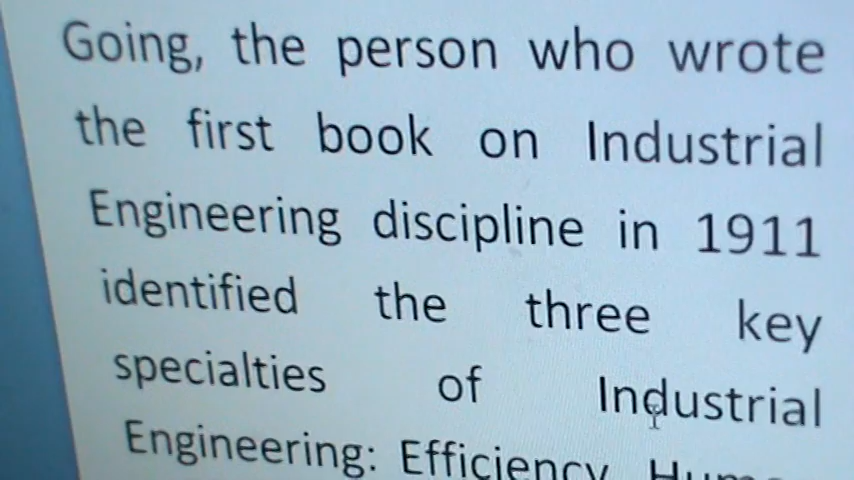 Going, the person who wrote
the first book on Industrial
Engineering discipline in 1911
identified the three key
specialties of Industrial
Engineering: Efficiency